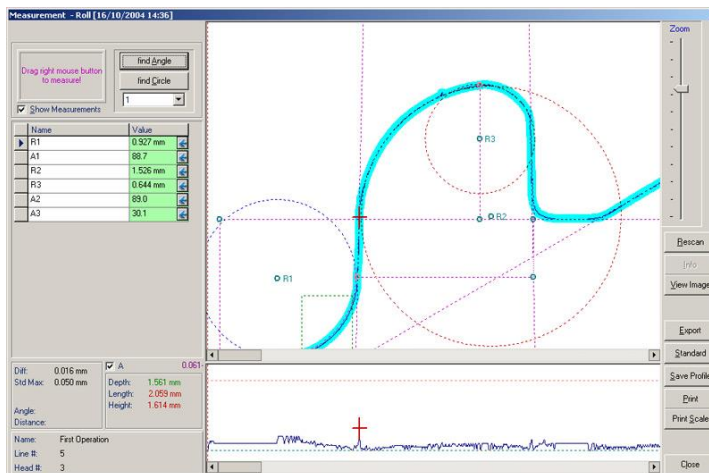 Measurement - Roll [16/10/2004 14:36]
Drag right mouse button
to measure!
find Angle
find Circle
1
Show Measurements
Name Value
R1 0.927 mm
A1 88.7
R2 1.526 mm
R3 0.644 mm
A2 89.0
A3 30.1
R3
R2
R1
Zoom
Rescan
Info
View Image
Export
Standard
Save Profile
Print
Print Scale
Close
Diff: 0.016 mm
Std Max: 0.050 mm
Angle:
Distance:
A 0.061
Depth: 1.561 mm
Length: 2.059 mm
Height: 1.614 mm
Name: First Operation
Line #: 5
Head #: 3